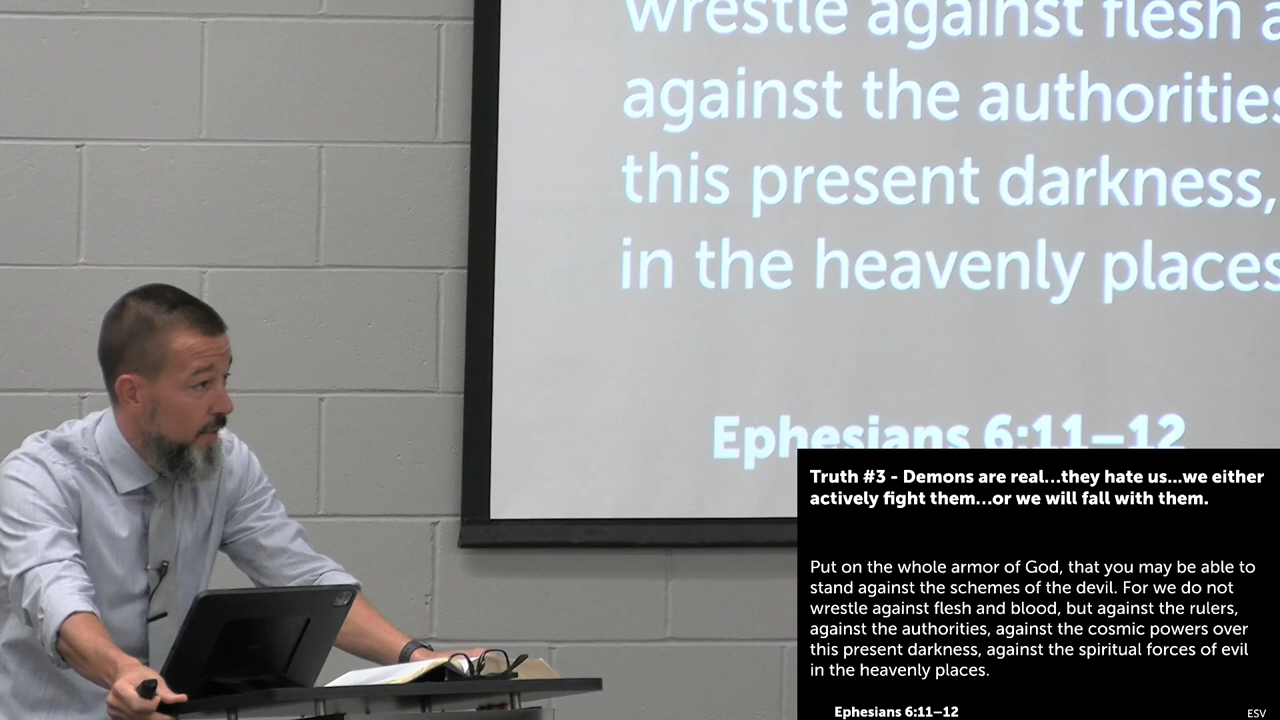 wrestle against flesh
against the authorities
this present darkness,
in the heavenly places
Ephesians 6:11–12
Truth #3 - Demons are real...they hate us...we either
actively fight them...or we will fall with them.
Put on the whole armor of God, that you may be able to
stand against the schemes of the devil. For we do not
wrestle against flesh and blood, but against the rulers,
against the authorities, against the cosmic powers over
this present darkness, against the spiritual forces of evil
in the heavenly places.
Ephesians 6:11–12
ESV